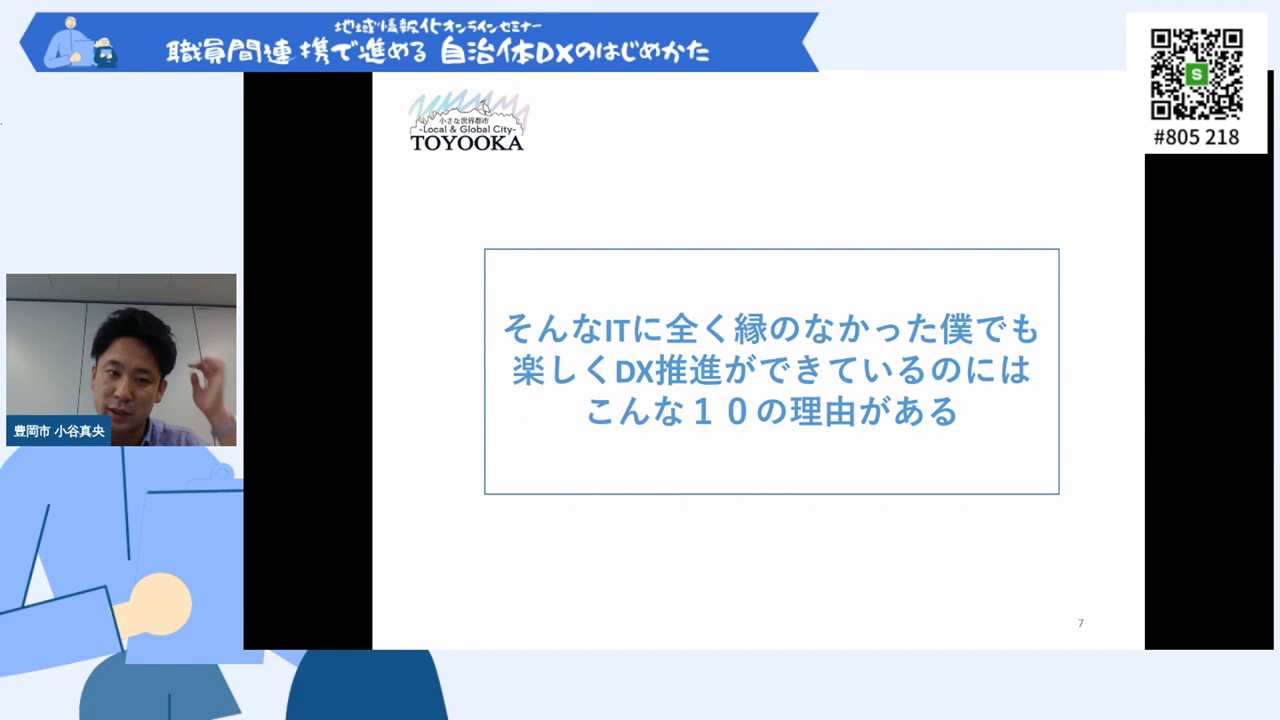 地域情報化オンラインセミナー
職員間連携で進める 自治体DXのはじめかた
S
#805 218
小さな世界都市
-Local & Global City-
TOYOOKA
そんなITに全く縁のなかった僕でも
楽しくDX推進ができているのには
こんな１０の理由がある
豊岡市 小谷真央
7